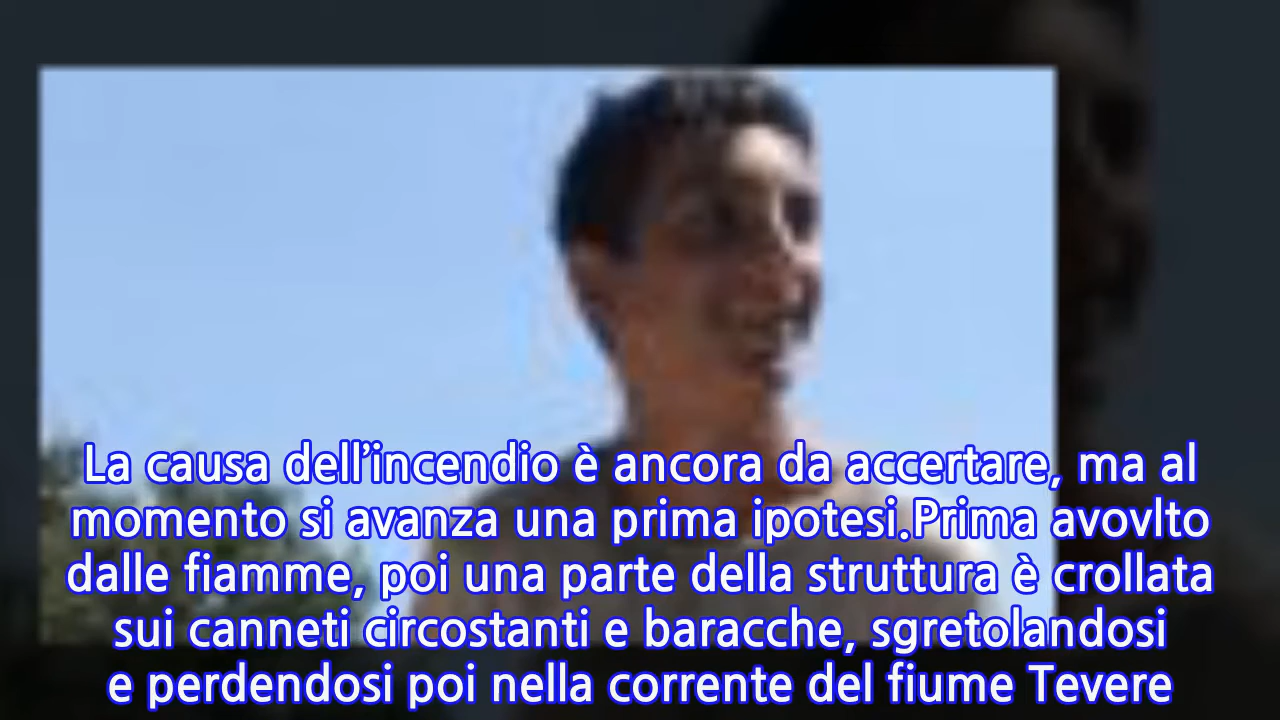 La causa dell’incendio è ancora da accertare, ma al
momento si avanza una prima ipotesi.Prima avovlto
dalle fiamme, poi una parte della struttura è crollata
sui canneti circostanti e baracche, sgretolandosi
e perdendosi poi nella corrente del fiume Tevere